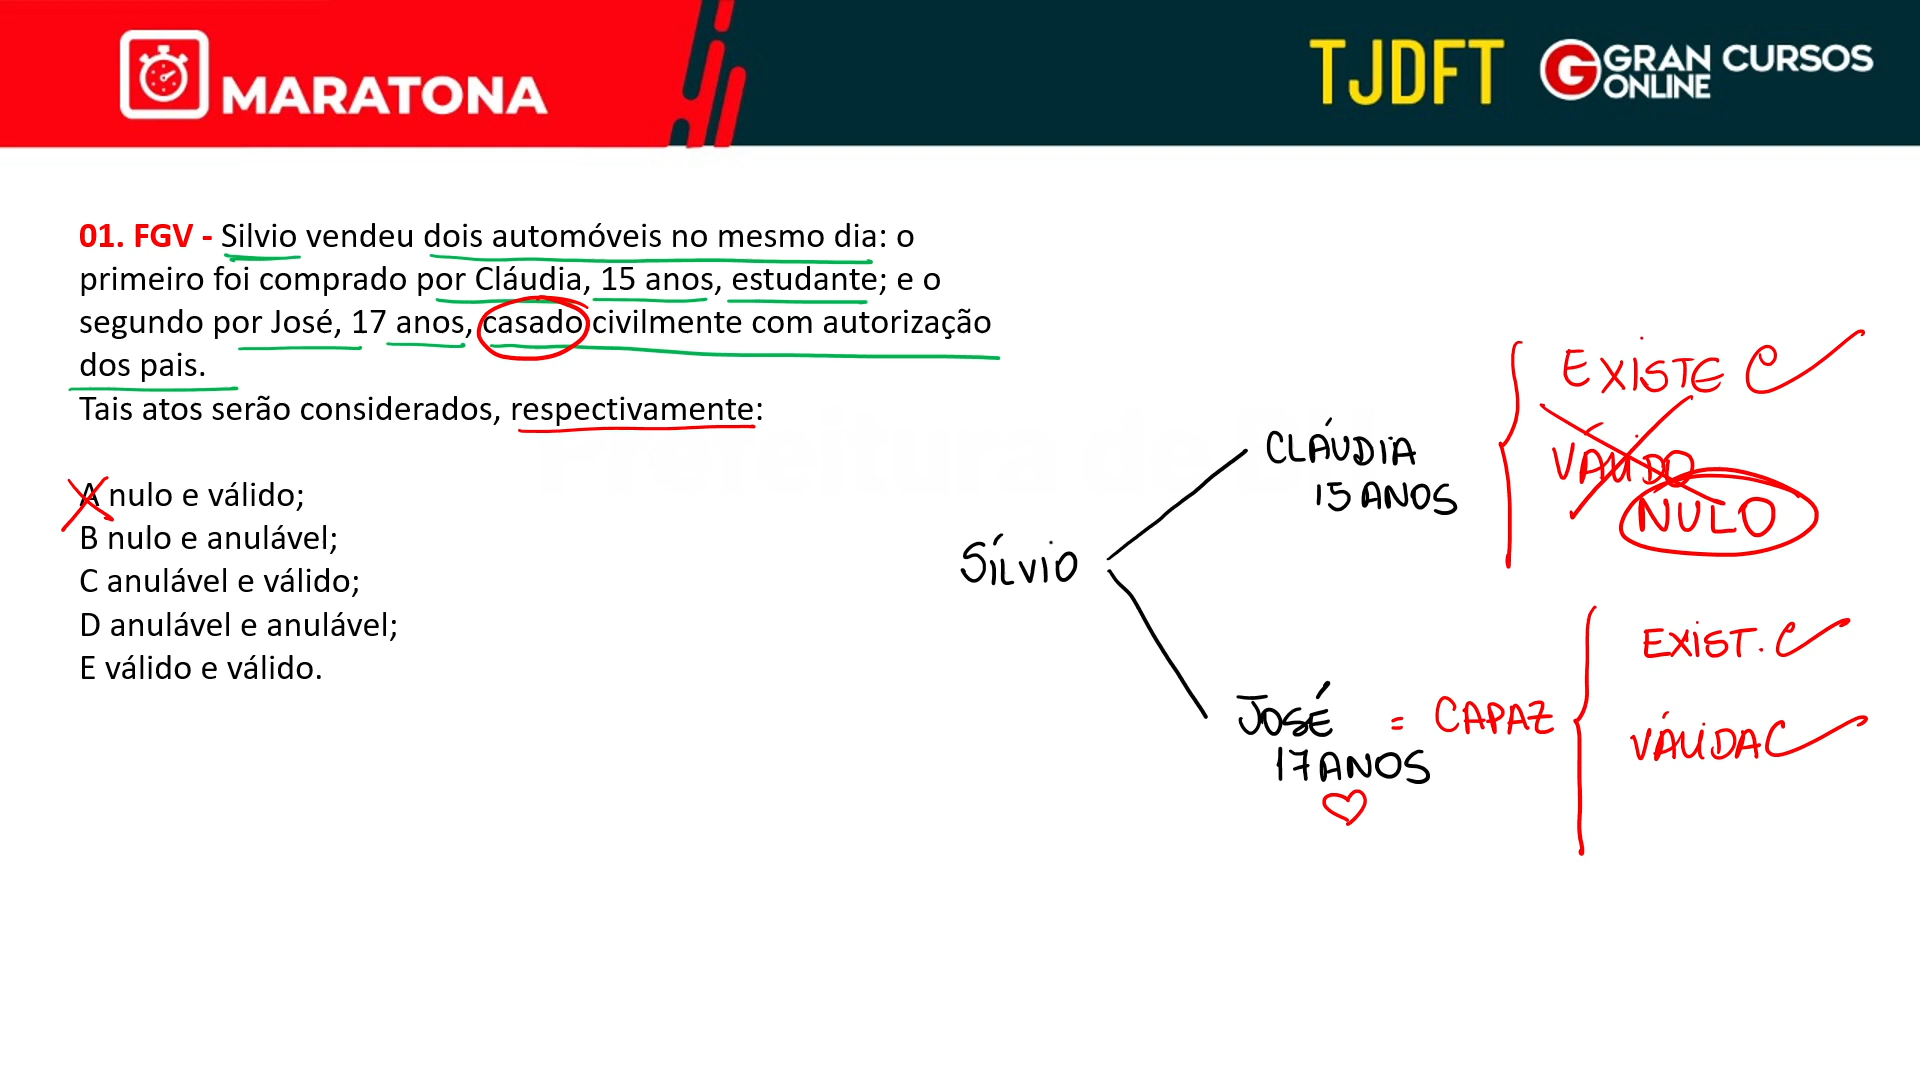 MARATONA
TJDFT
GRAN CURSOS
ONLINE
01. FGV - Silvio vendeu dois automóveis no mesmo dia: o
primeiro foi comprado por Cláudia, 15 anos, estudante; e o
segundo por José, 17 anos, casado civilmente com autorização
dos pais.
Tais atos serão considerados, respectivamente:
A nulo e válido;
B nulo e anulável;
C anulável e válido;
D anulável e anulável;
E válido e válido.
SÍLVIO
CLÁUDIA
15 ANOS
EXISTE
VÁLIDO
NULO
JOSÉ = CAPAZ
17 ANOS
EXIST.
VÁLIDA